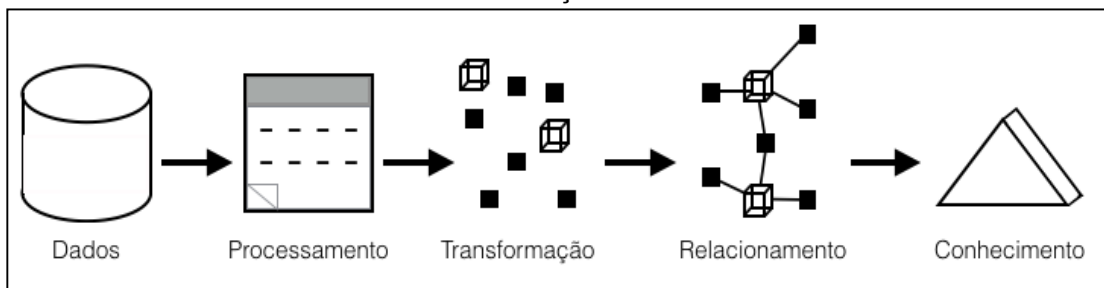 Dados
Processamento
Transformação
Relacionamento
Conhecimento